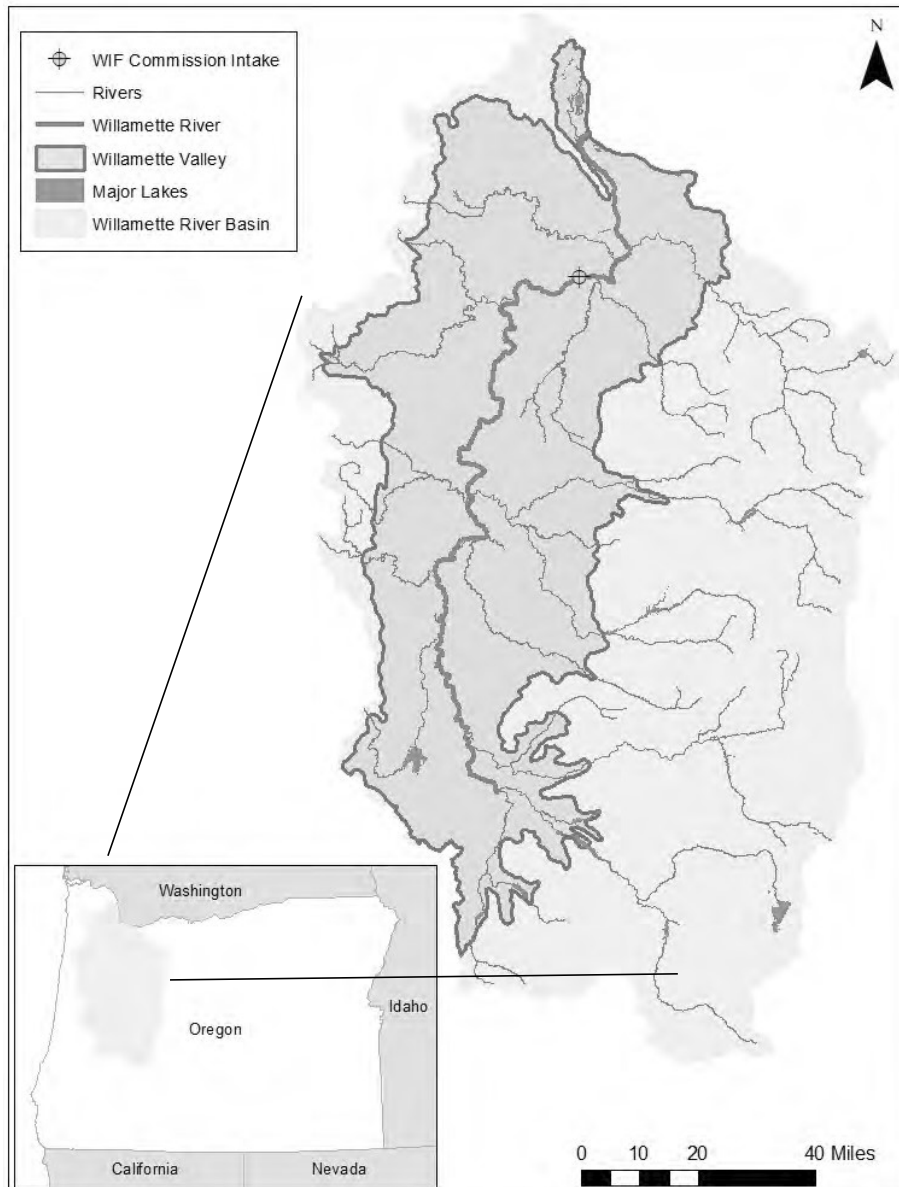 WIF Commission Intake
Rivers
Willamette River
Willamette Valley
Major Lakes
Willamette River Basin
N
Washington
Idaho
Oregon
California
Nevada
0 10 20 40 Miles